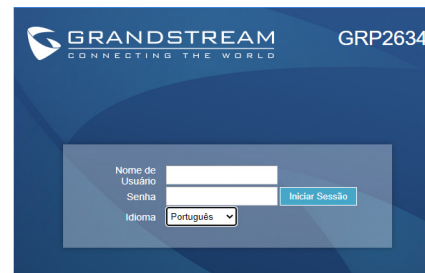 GRANDSTREAM
CONNECTING THE WORLD
GRP2634
Nome de
Usuário
Senha
Iniciar Sessão
Idioma
Português